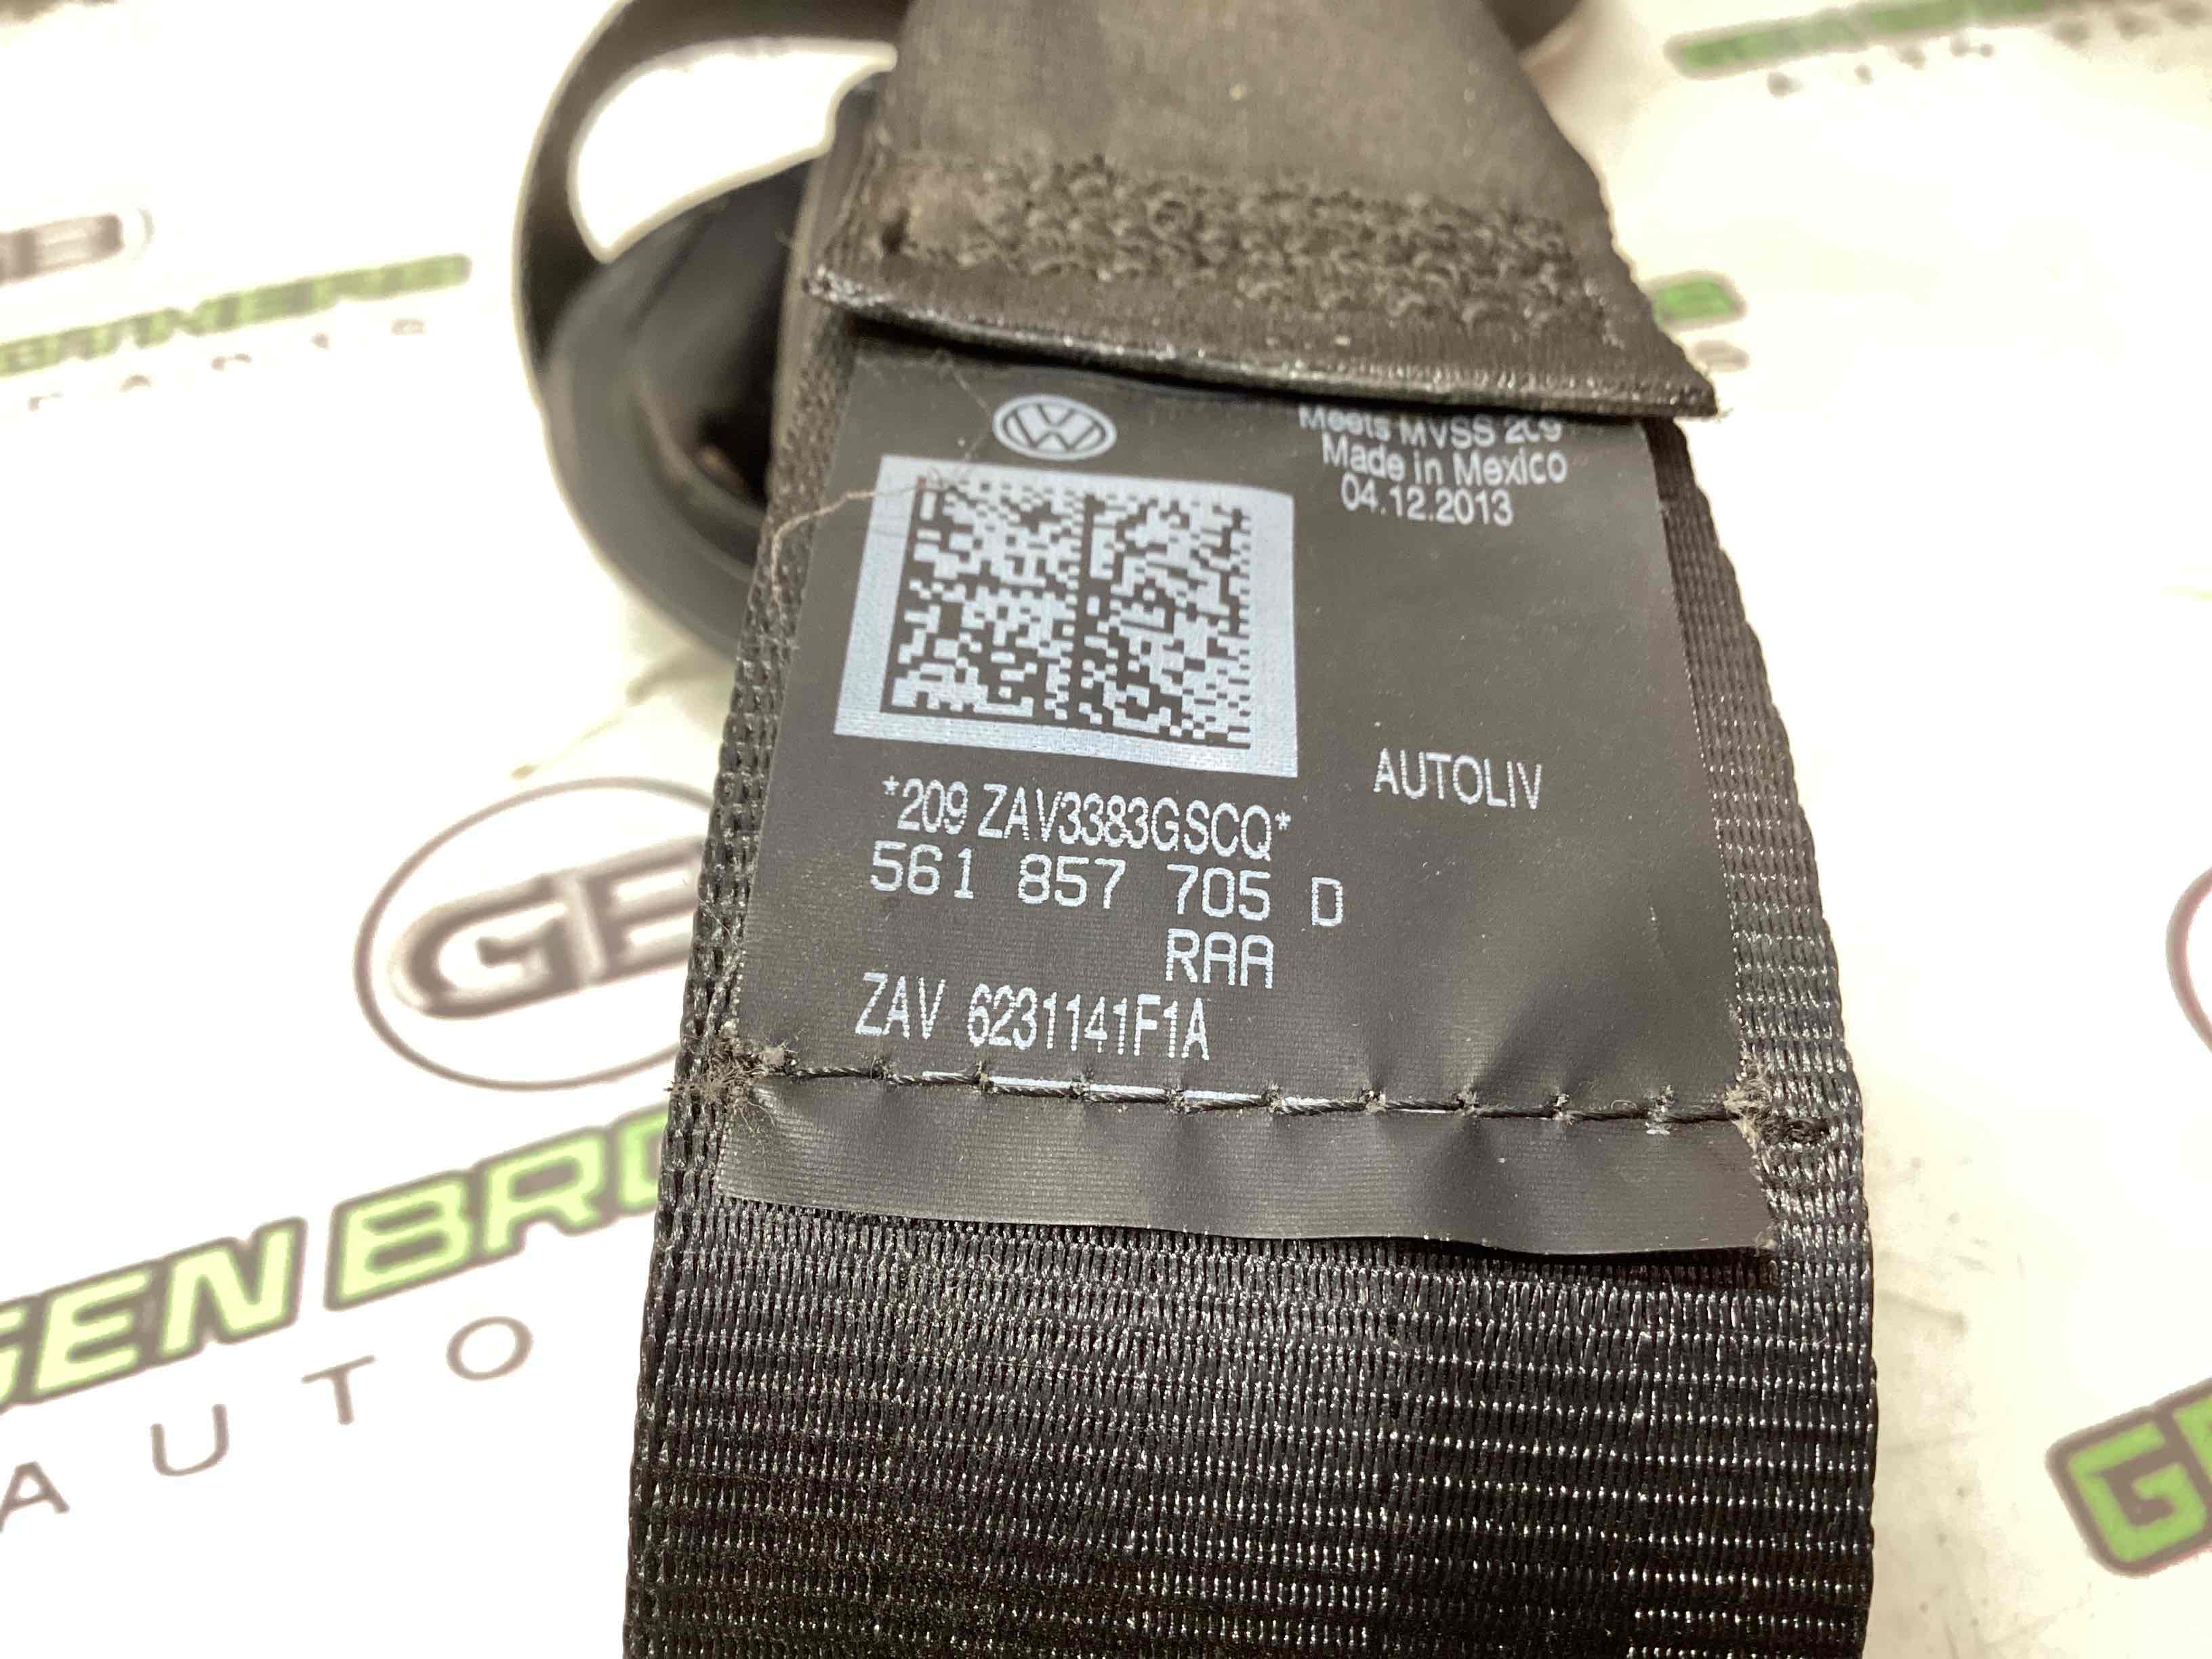 Meets MVSS 209
Made in Mexico
04.12.2013
AUTOLIV
*209 ZAV3383GSCQ*
561 857 705 D
RAA
ZAV 6231141F1A
GEN BRO
AUTO